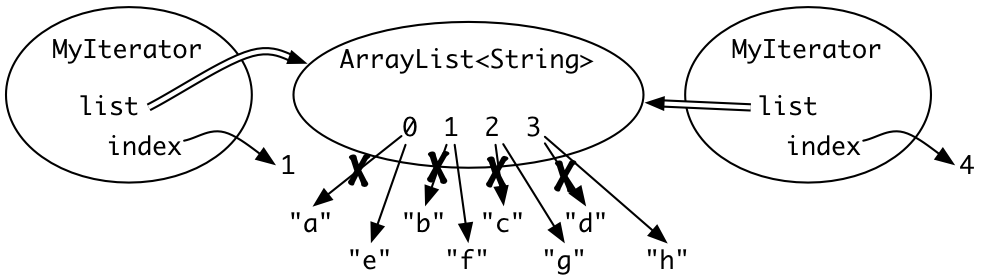 MyIterator
list
index
1
ArrayList<String>
0 1 2 3
"a" "b" "c" "d"
"e" "f" "g" "h"
MyIterator
list
index
4